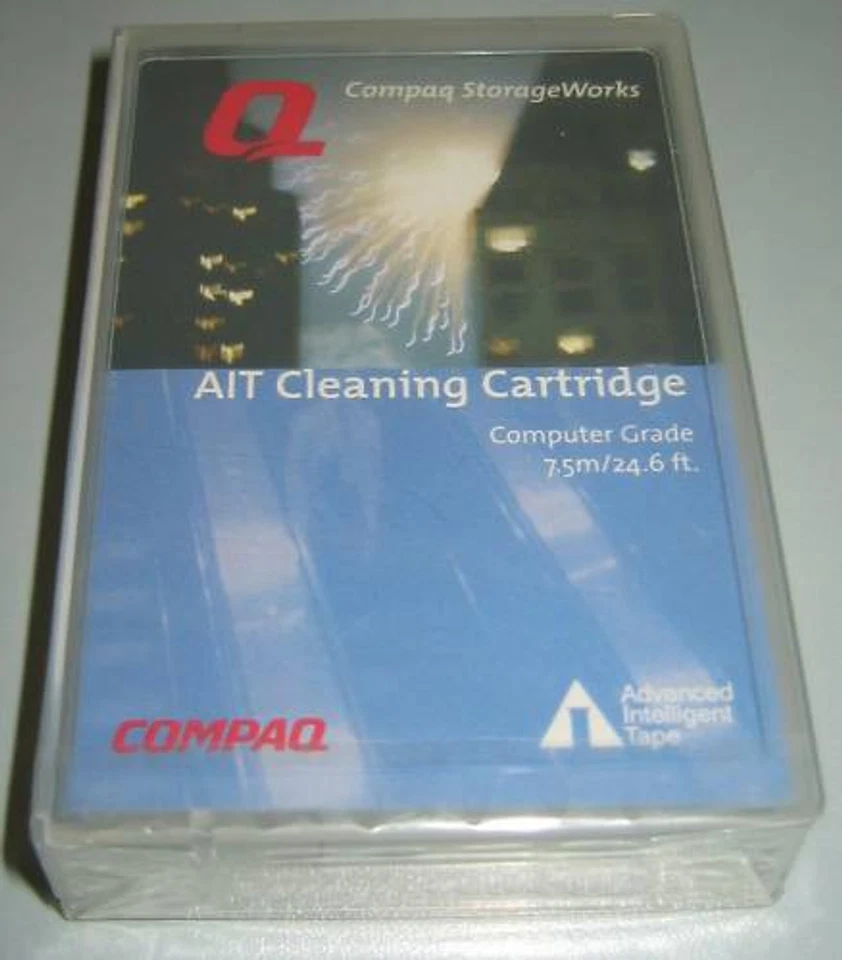 Q Compaq StorageWorks
AIT Cleaning Cartridge
Computer Grade
7.5m/24.6 ft.
COMPAQ
Advanced
Intelligent
Tape